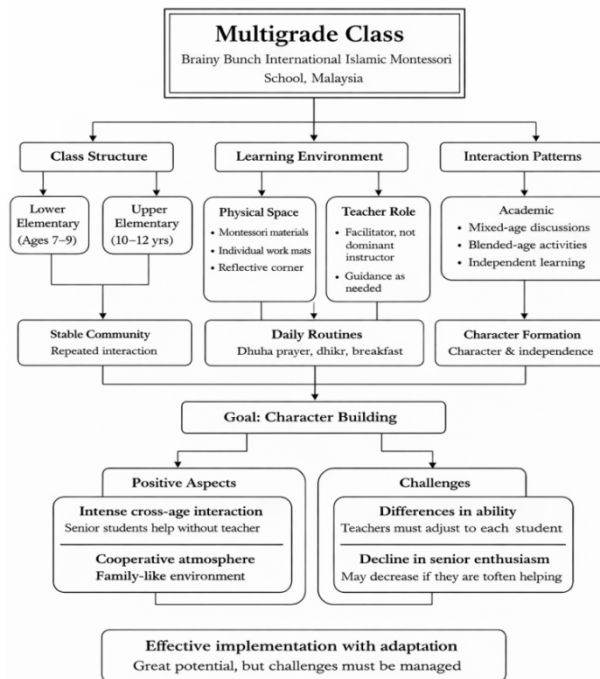 Multigrade Class
Brainy Bunch International Islamic Montessori
School, Malaysia
Class Structure
Learning Environment
Interaction Patterns
Lower
Elementary
(Ages 7–9)
Upper
Elementary
(10–12 yrs)
Physical Space
• Montessori materials
• Individual work mats
• Reflective corner
Teacher Role
• Facilitator, not
dominant
instructor
• Guidance as
needed
Academic
• Mixed-age discussions
• Blended-age activities
• Independent learning
Stable Community
Repeated interaction
Daily Routines
Dhuha prayer, dhikr, breakfast
Character Formation
Character & independence
Goal: Character Building
Positive Aspects
Intense cross-age interaction
Senior students help without teacher
Cooperative atmosphere
Family-like environment
Challenges
Differences in ability
Teachers must adjust to each student
Decline in senior enthusiasm
May decrease if they are toften helping
Effective implementation with adaptation
Great potential, but challenges must be managed